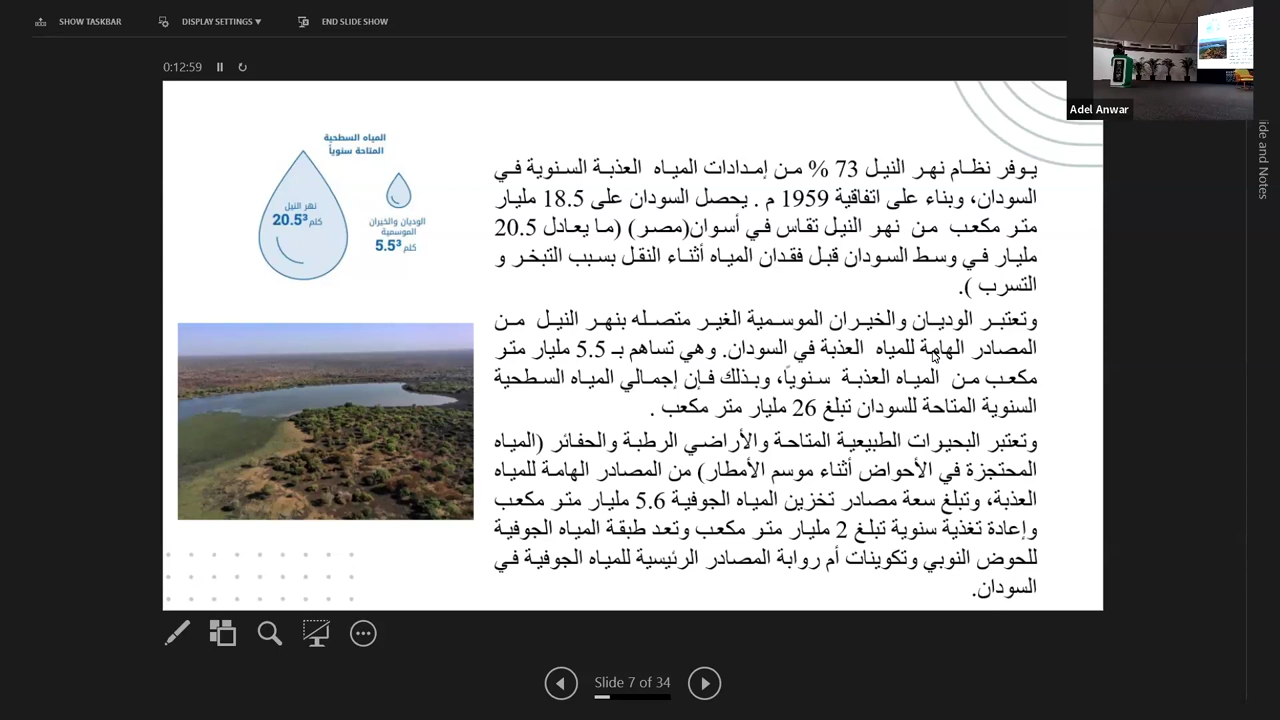 SHOW TASKBAR
DISPLAY SETTINGS ▼
END SLIDE SHOW
0:12:59
Adel Anwar
ide and Notes
المياه السطحية
المتاحة سنوياً
نهر النيل
20.5³ كلم
الوديان والخيران
الموسمية
5.5³ كلم
يوفر نظام نهر النيل 73 % من إمدادات المياه العذبة السنوية في
السودان، وبناء على اتفاقية 1959 م . يحصل السودان على 18.5 مليار
متر مكعب من نهر النيل تقاس في أسوان(مصر) (ما يعادل 20.5
مليار في وسط السودان قبل فقدان المياه أثناء النقل بسبب التبخر و
التسرب ).
وتعتبر الوديان والخيران الموسمية الغير متصله بنهر النيل من
المصادر الهامة للمياه العذبة في السودان. وهي تساهم بـ 5.5 مليار متر
مكعب من المياه العذبة سنوياً، وبذلك فإن إجمالي المياه السطحية
السنوية المتاحة للسودان تبلغ 26 مليار متر مكعب .
وتعتبر البحيرات الطبيعية المتاحة والأراضي الرطبة والحفائر (المياه
المحتجزة في الأحواض أثناء موسم الأمطار) من المصادر الهامة للمياه
العذبة، وتبلغ سعة مصادر تخزين المياه الجوفية 5.6 مليار متر مكعب
وإعادة تغذية سنوية تبلغ 2 مليار متر مكعب وتعد طبقة المياه الجوفية
للحوض النوبي وتكوينات أم روابة المصادر الرئيسية للمياه الجوفية في
السودان.
Slide 7 of 34